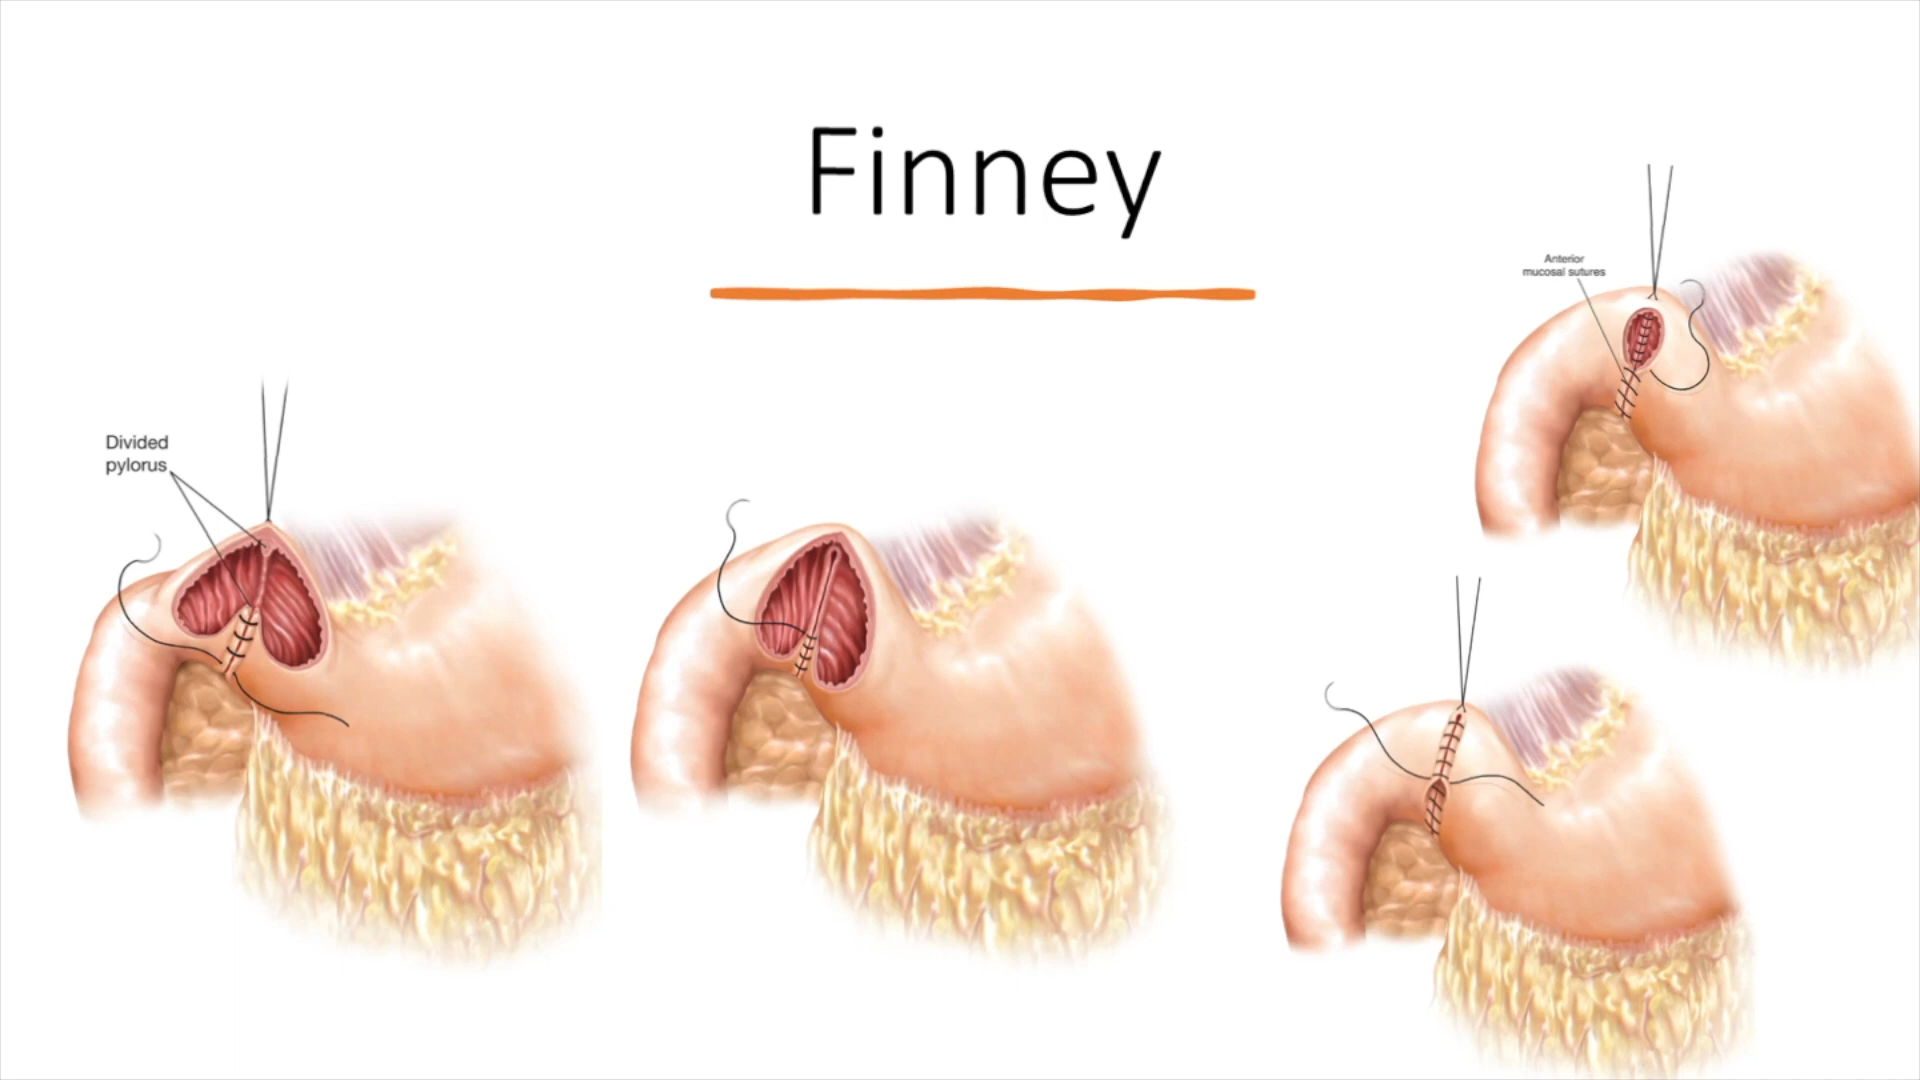 Finney
Anterior
mucosal sutures
Divided
pylorus